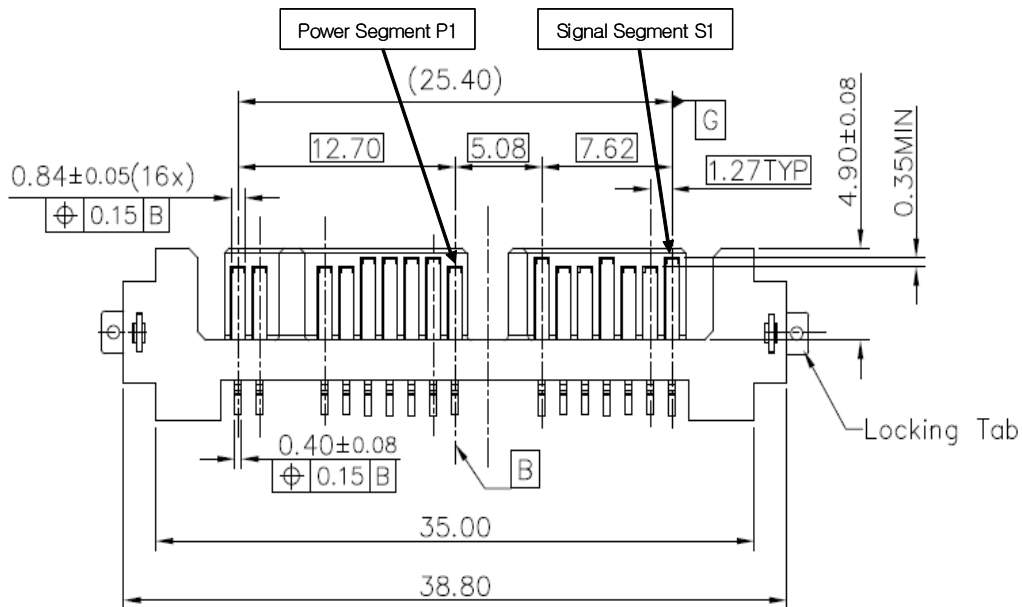 Power Segment P1
Signal Segment S1
(25.40)
G
12.70
5.08
7.62
1.27TYP
4.90±0.08
0.35MIN
0.84±0.05(16x)
⌖ 0.15 B
Locking Tab
0.40±0.08
⌖ 0.15 B
B
35.00
38.80